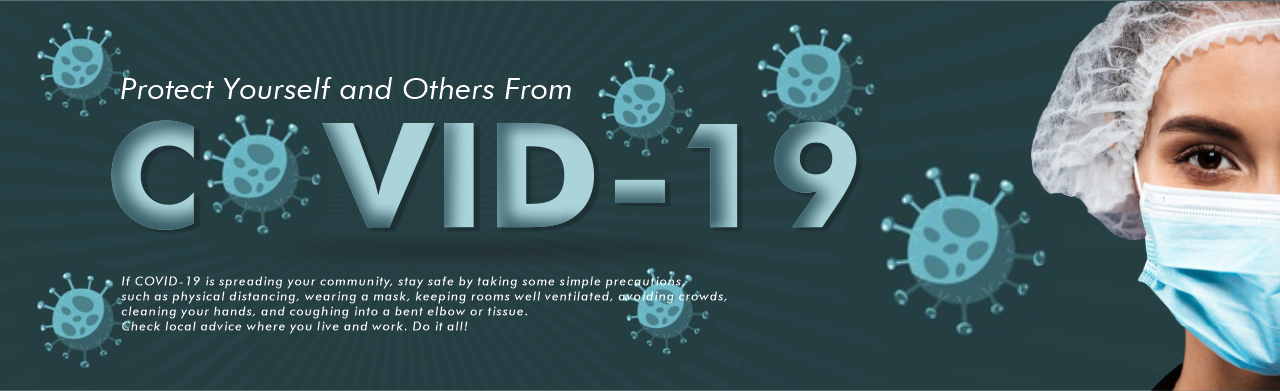 Protect Yourself and Others From
COVID-19
If COVID-19 is spreading your community, stay safe by taking some simple precautions,
such as physical distancing, wearing a mask, keeping rooms well ventilated, avoiding crowds,
cleaning your hands, and coughing into a bent elbow or tissue.
Check local advice where you live and work. Do it all!